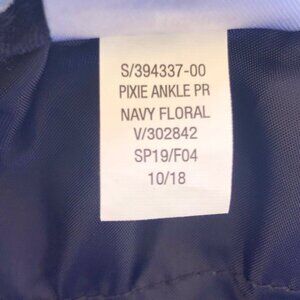 S/394337-00
PIXIE ANKLE PR
NAVY FLORAL
V/302842
SP19/F04
10/18